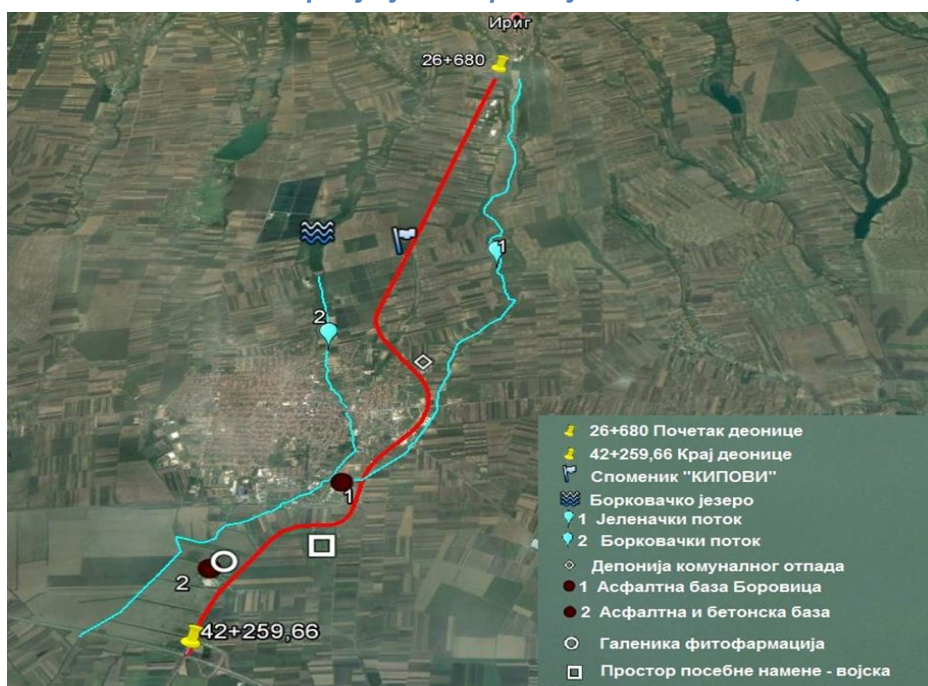 Ириг
26+680
1
2
1
2
42+259,66
26+680 Почетак деонице
42+259,66 Крај деонице
Споменик "КИПОВИ"
Борковачко језеро
1 Јеленачки поток
2 Борковачки поток
Депонија комуналног отпада
1 Асфалтна база Боровица
2 Асфалтна и бетонска база
Галеника фитофармација
Простор посебне намене - војска